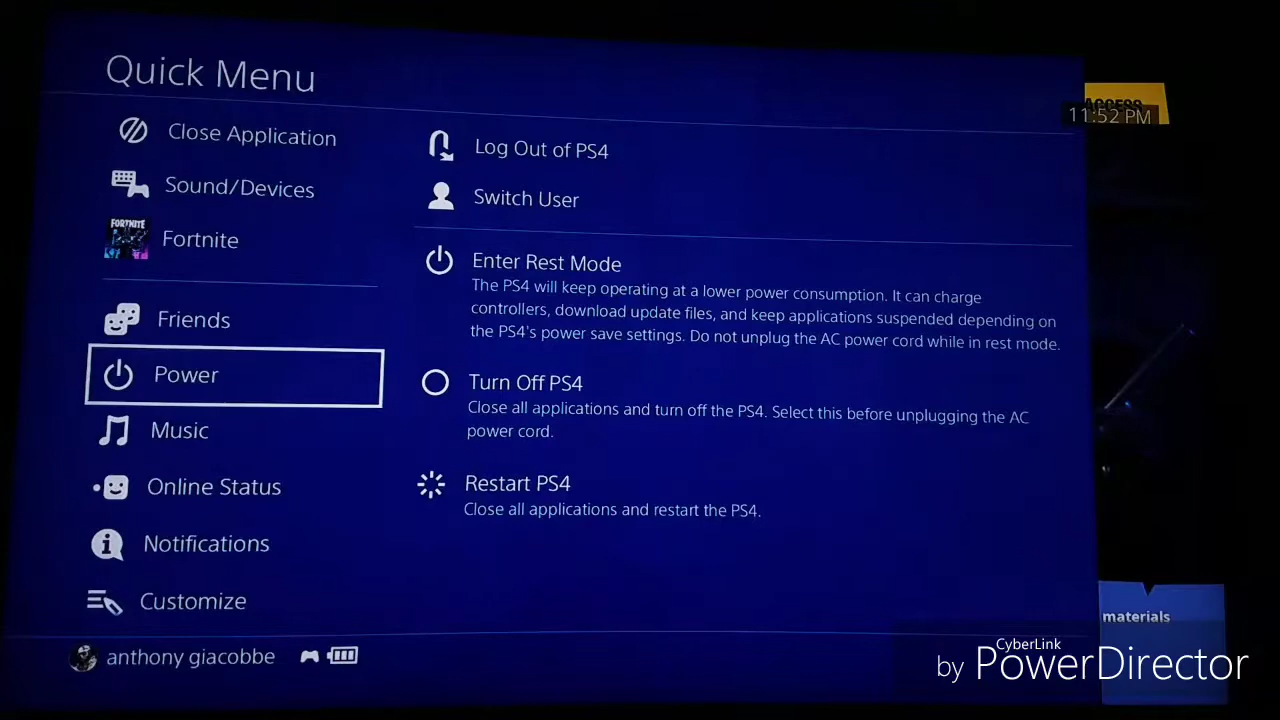 Quick Menu
ACCESS
11:52 PM
Close Application
Sound/Devices
FORTNITE
Fortnite
Friends
Power
Music
Online Status
Notifications
Customize
Log Out of PS4
Switch User
Enter Rest Mode
The PS4 will keep operating at a lower power consumption. It can charge
controllers, download update files, and keep applications suspended depending on
the PS4's power save settings. Do not unplug the AC power cord while in rest mode.
Turn Off PS4
Close all applications and turn off the PS4. Select this before unplugging the AC
power cord.
Restart PS4
Close all applications and restart the PS4.
materials
anthony giacobbe
CyberLink
by PowerDirector